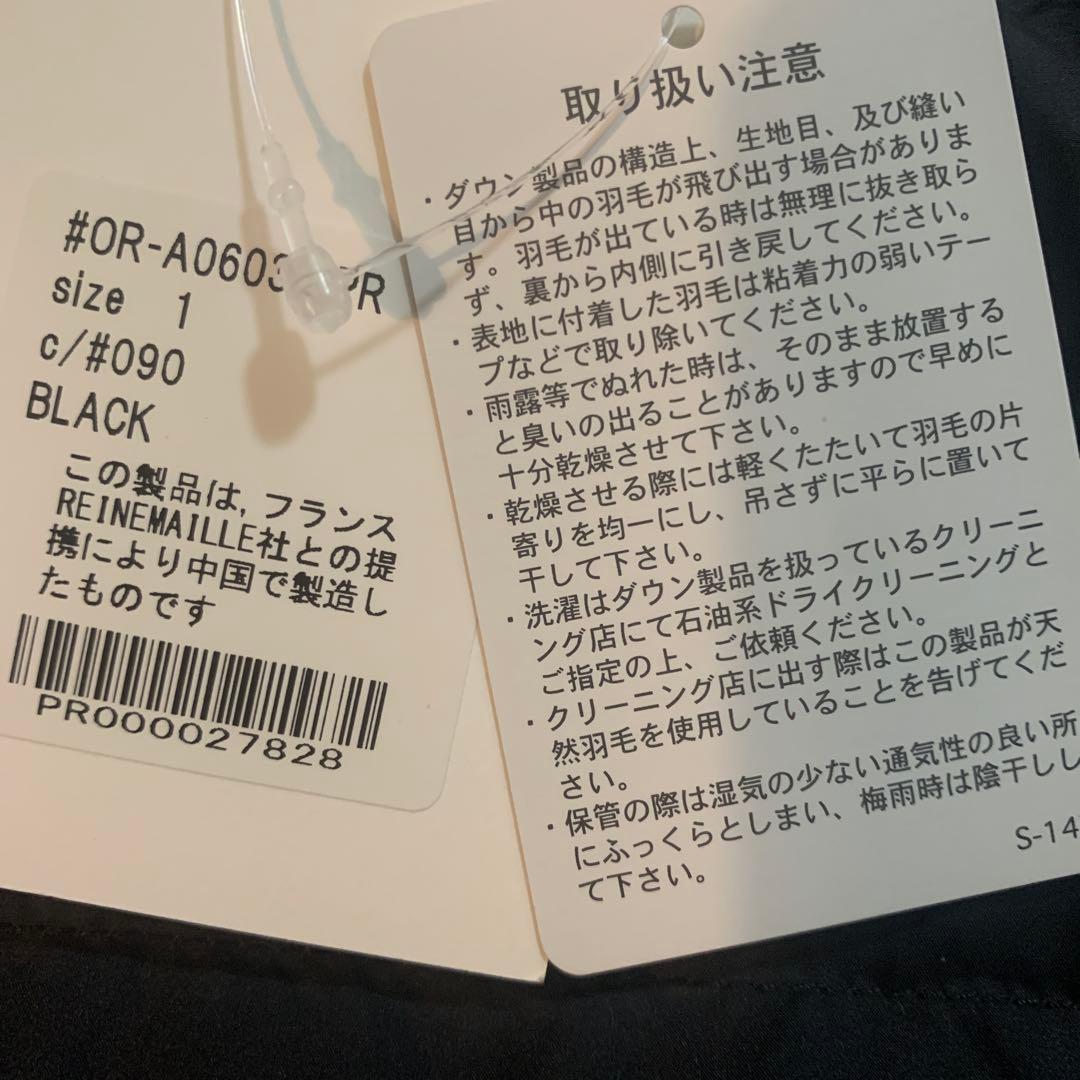 #OR-A0603 PR
size 1
c/#090
BLACK
この製品は,フランス
REINEMAILLE社との提
携により中国で製造し
たものです
PR000027828
取り扱い注意
・ダウン製品の構造上、生地目、及び縫い
目から中の羽毛が飛び出す場合がありま
す。羽毛が出ている時は無理に抜き取ら
ず、裏から内側に引き戻してください。
・表地に付着した羽毛は粘着力の弱いテー
プなどで取り除いてください。
・雨露等でぬれた時は、そのまま放置する
と臭いの出ることがありますので早めに
十分乾燥させて下さい。
・乾燥させる際には軽くたたいて羽毛の片
寄りを均一にし、吊さずに平らに置いて
干して下さい。
・洗濯はダウン製品を扱っているクリーニ
ング店にて石油系ドライクリーニングと
ご指定の上、ご依頼ください。
・クリーニング店に出す際はこの製品が天
然羽毛を使用していることを告げてくだ
さい。
・保管の際は湿気の少ない通気性の良い所
にふっくらとしまい、梅雨時は陰干しし
て下さい。
S-14